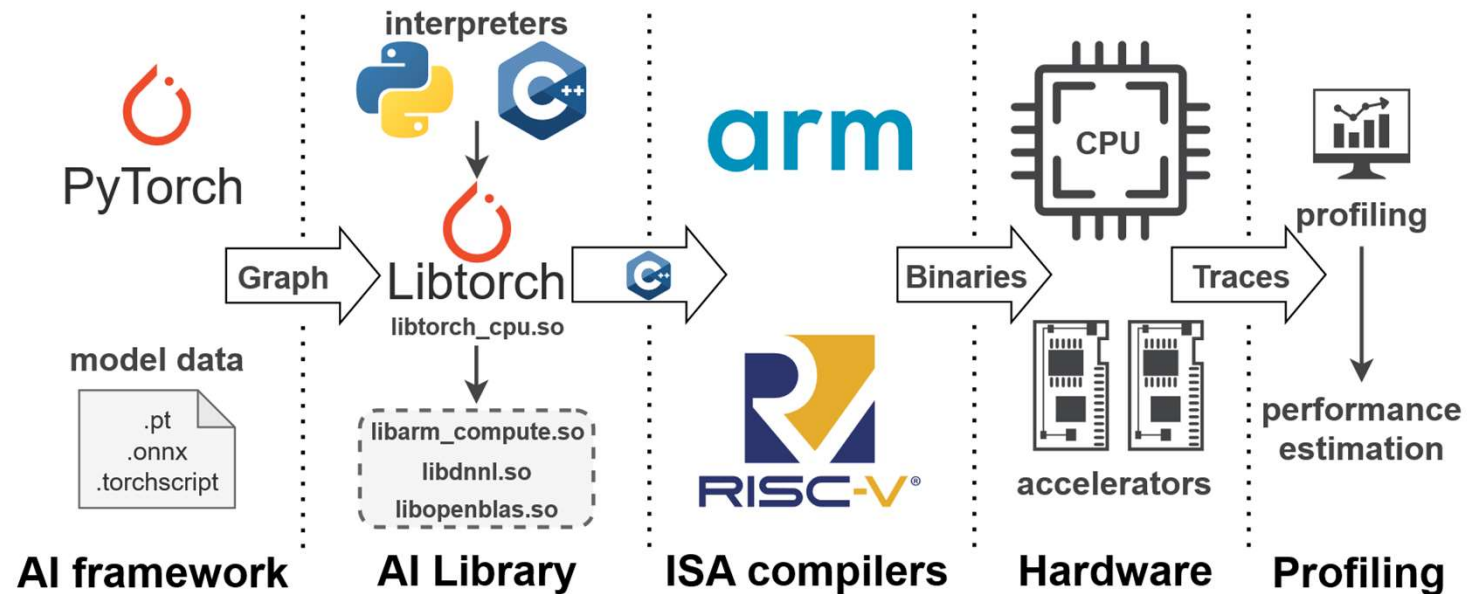 PyTorch
model data
.pt
.onnx
.torchscript
AI framework
Graph
interpreters
C++
Libtorch
libtorch_cpu.so
libarm_compute.so
libdnnl.so
libopenblas.so
AI Library
C++
arm
RISC-V®
ISA compilers
Binaries
CPU
accelerators
Hardware
Traces
profiling
performance
estimation
Profiling